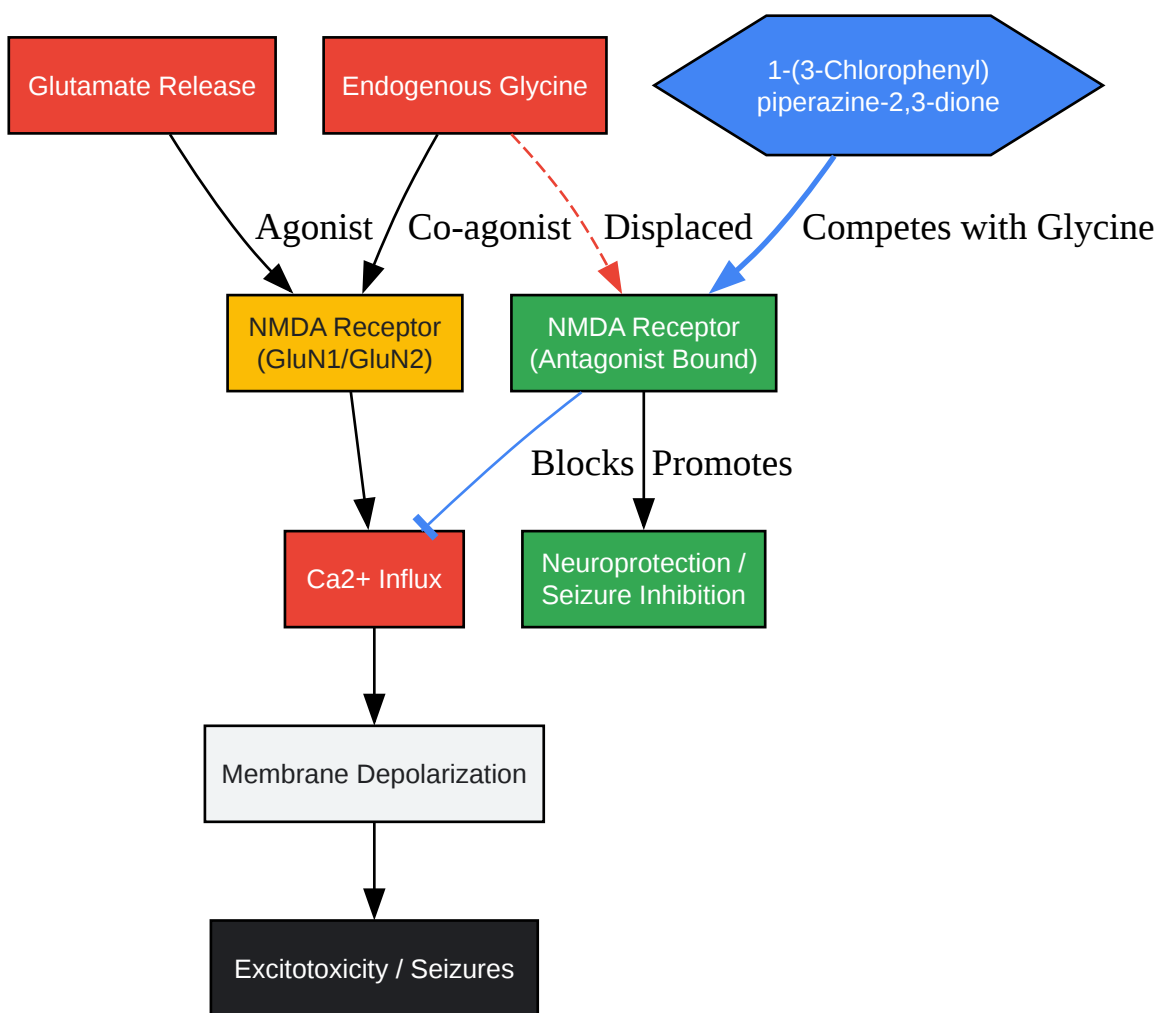 Glutamate Release
Endogenous Glycine
1-(3-Chlorophenyl)
piperazine-2,3-dione
Agonist
Co-agonist
Displaced
Competes with Glycine
NMDA Receptor
(GluN1/GluN2)
NMDA Receptor
(Antagonist Bound)
Blocks
Promotes
Ca2+ Influx
Neuroprotection /
Seizure Inhibition
Membrane Depolarization
Excitotoxicity / Seizures